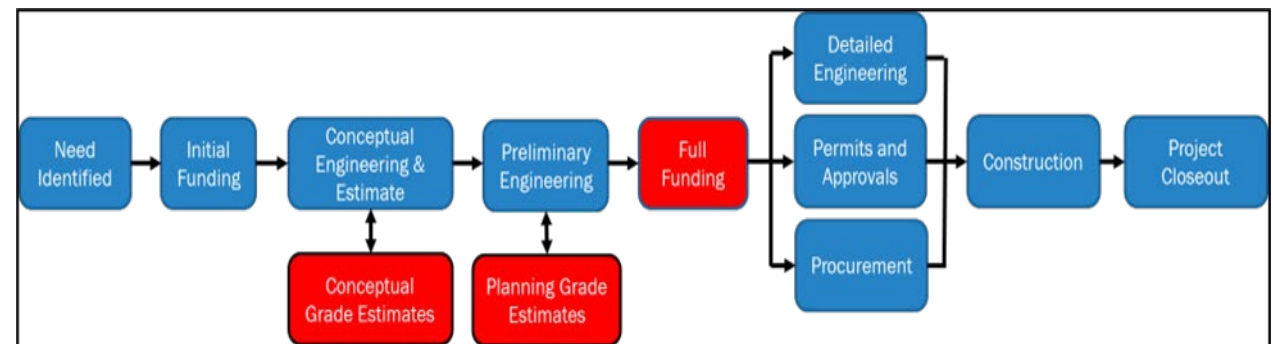 Need
Identified
Initial
Funding
Conceptual
Engineering &
Estimate
Conceptual
Grade Estimates
Preliminary
Engineering
Planning Grade
Estimates
Full
Funding
Detailed
Engineering
Permits and
Approvals
Procurement
Construction
Project
Closeout